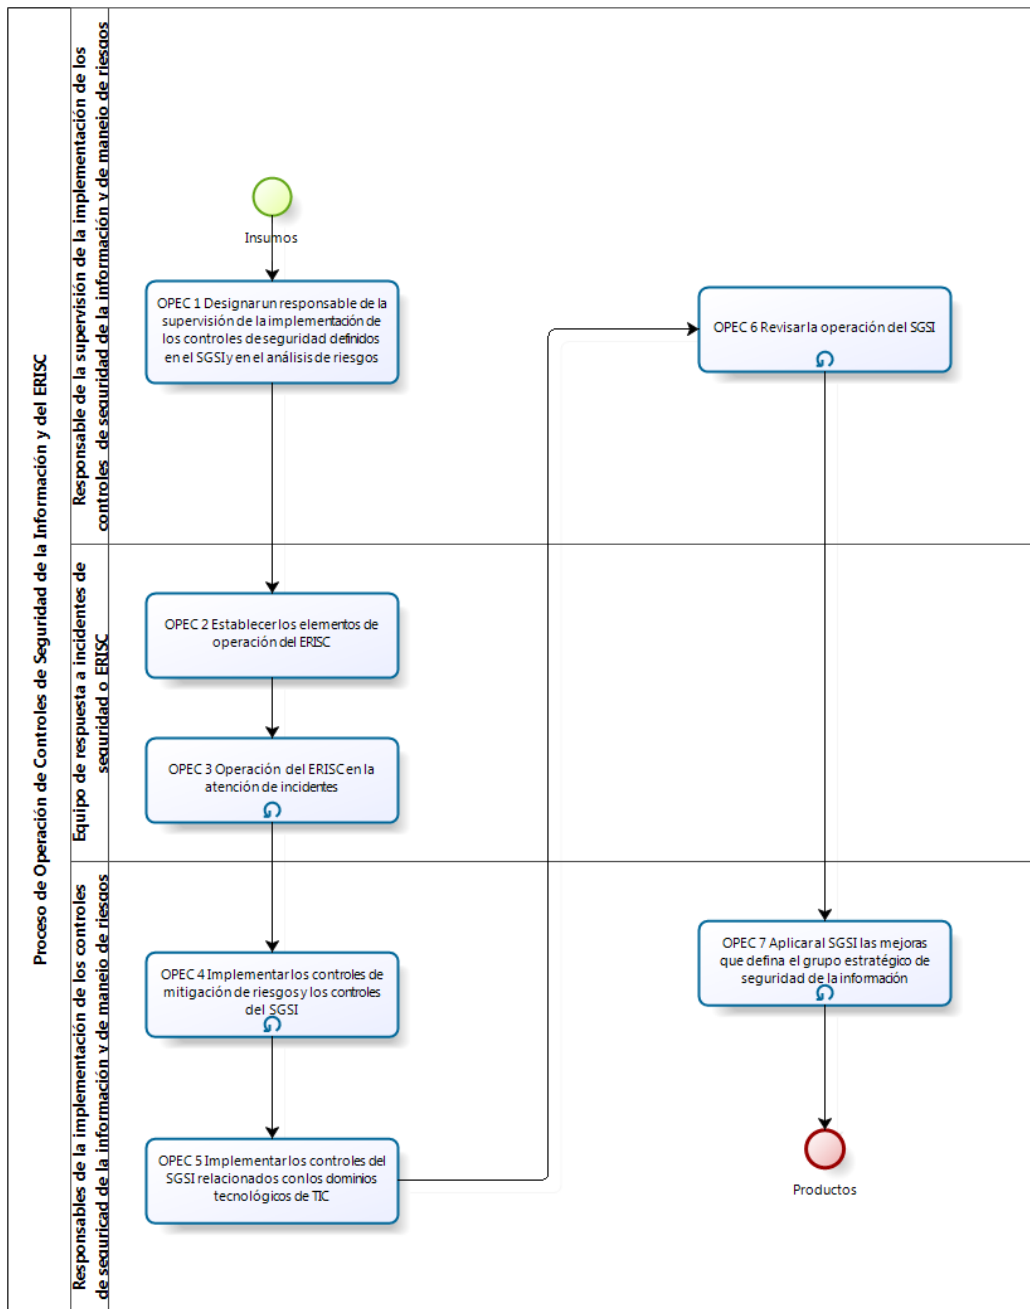 Proceso de Operación de Controles de Seguridad de la Información y del ERISC
Responsable de la supervisión de la implementación de los
controles de seguridad de la información y de manejo de riesgos
Insumos
OPEC 1 Designar un responsable de la
supervisión de la implementación de
los controles de seguridad definidos
en el SGSI y en el análisis de riesgos
OPEC 6 Revisar la operación del SGSI
Equipo de respuesta a incidentes de
seguridad o ERISC
OPEC 2 Establecer los elementos de
operación del ERISC
OPEC 3 Operación del ERISC en la
atención de incidentes
Responsables de la implementación de los controles
de seguricad de la información y de manejo de riesgos
OPEC 4 Implementar los controles de
mitigación de riesgos y los controles
del SGSI
OPEC 5 Implementar los controles del
SGSI relacionados con los dominios
tecnológicos de TIC
OPEC 7 Aplicar al SGSI las mejoras
que defina el grupo estratégico de
seguridad de la información
Productos